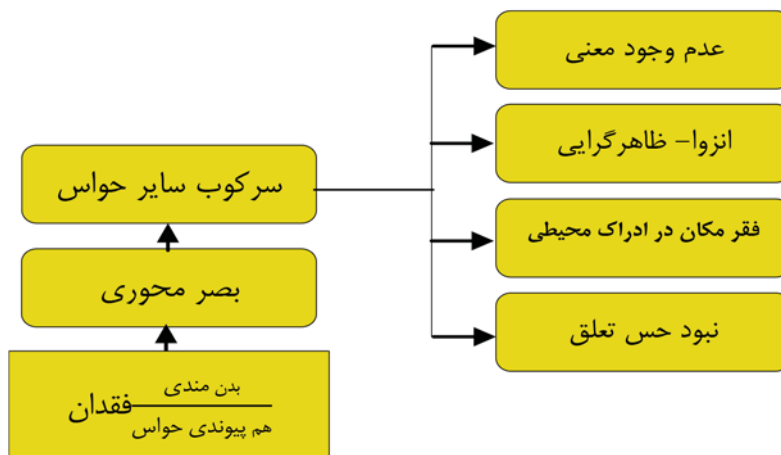 عدم وجود معنی
انزوا– ظاهرگرایی
سرکوب سایر حواس
فقر مکان در ادراک محیطی
بصر محوری
نبود حس تعلق
فقدان
بدن مندی
هم پیوندی حواس